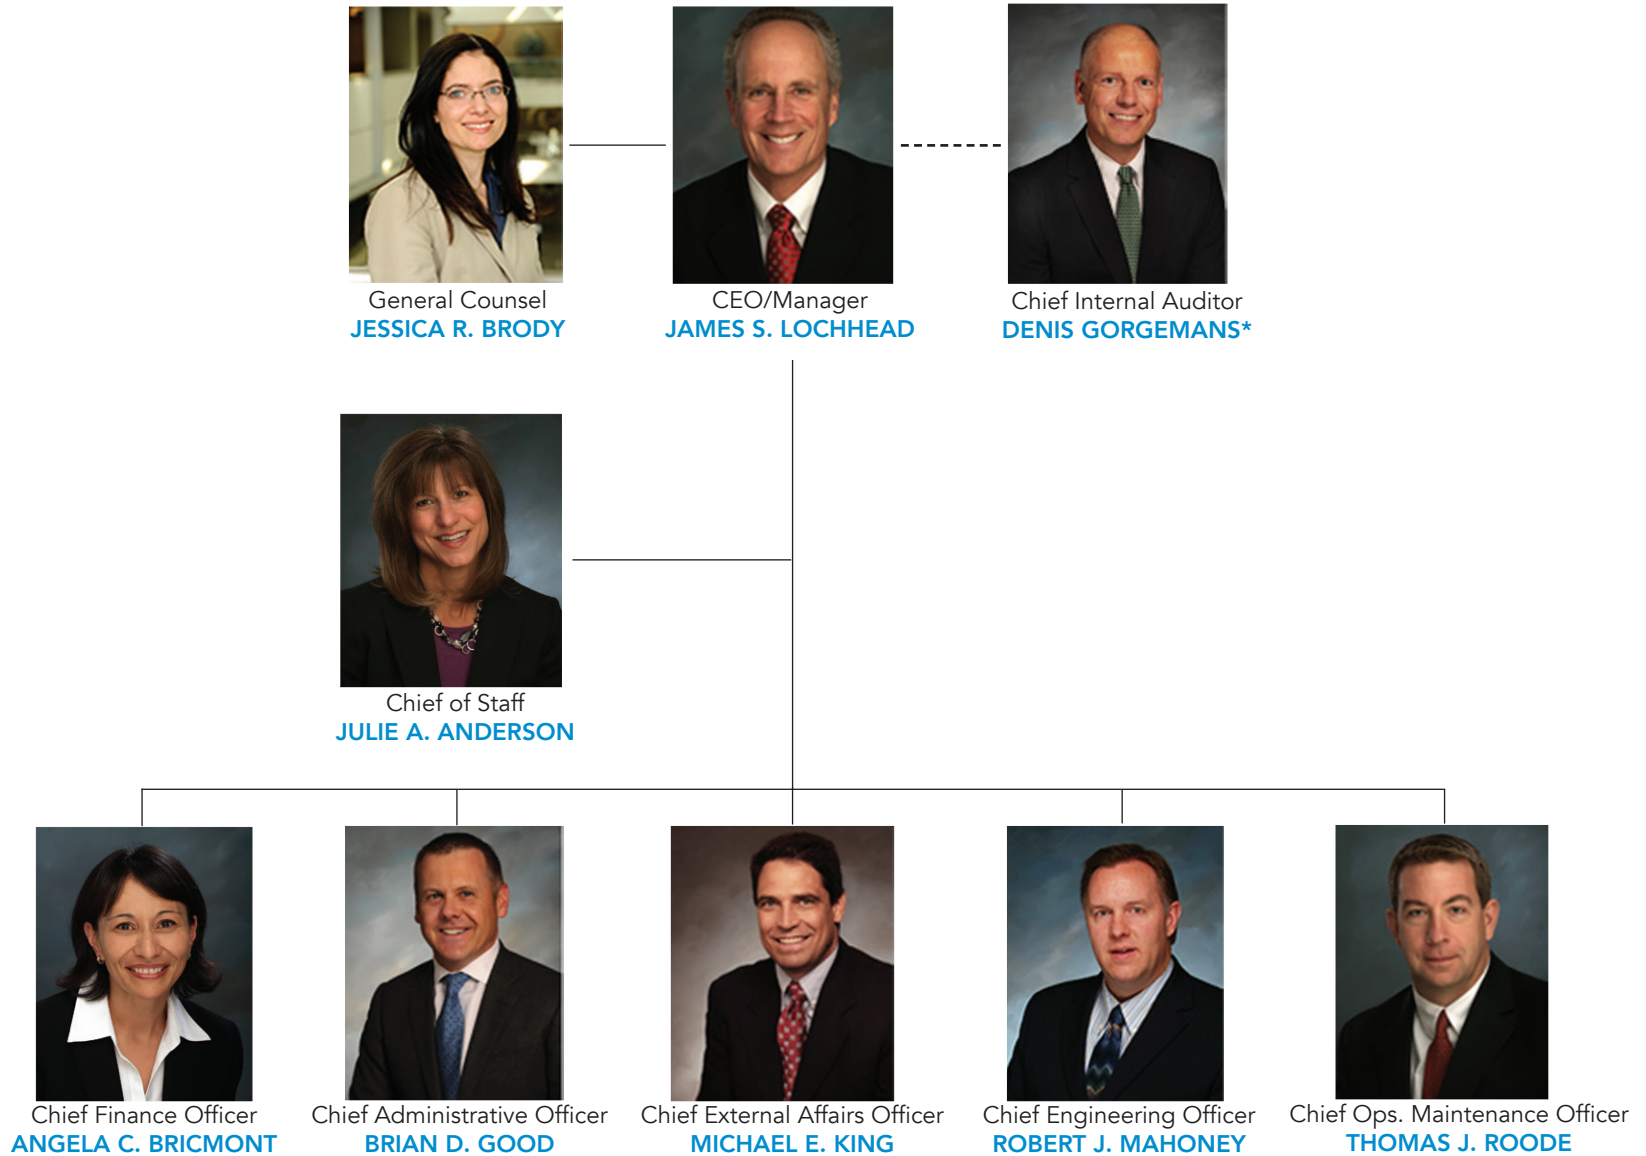 General Counsel
JESSICA R. BRODY
CEO/Manager
JAMES S. LOCHHEAD
Chief Internal Auditor
DENIS GORGEMANS*
Chief of Staff
JULIE A. ANDERSON
Chief Finance Officer
ANGELA C. BRICMONT
Chief Administrative Officer
BRIAN D. GOOD
Chief External Affairs Officer
MICHAEL E. KING
Chief Engineering Officer
ROBERT J. MAHONEY
Chief Ops. Maintenance Officer
THOMAS J. ROODE